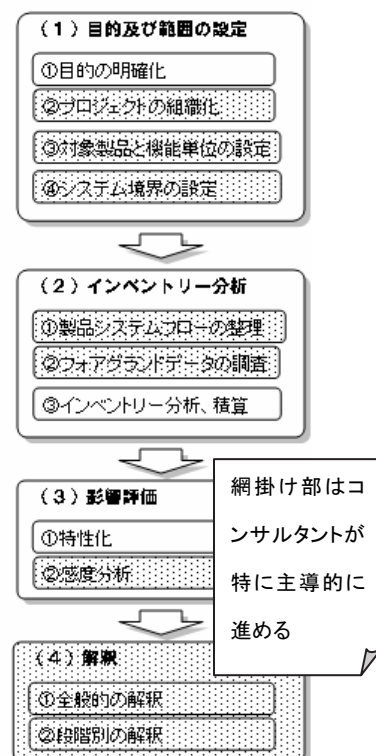 （１）目的及び範囲の設定
①目的の明確化
②プロジェクトの組織化
③対象製品と機能単位の設定
④システム境界の設定
（２）インベントリー分析
①製品システムフローの整理
②フォアグランドデータの調査
③インベントリー分析、積算
（３）影響評価
①特性化
②感度分析
網掛け部はコ
ンサルタントが
特に主導的に
進める
（４）解釈
①全般的の解釈
②段階別の解釈